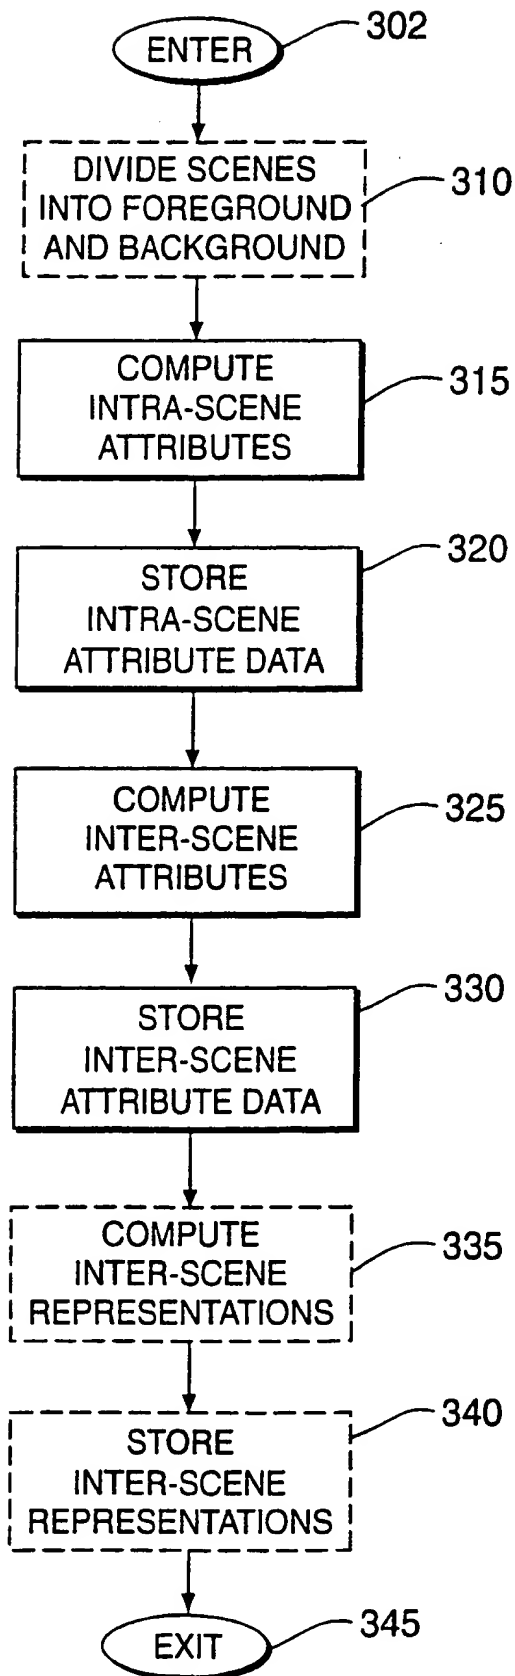 ENTER
302
DIVIDE SCENES
INTO FOREGROUND
AND BACKGROUND
310
COMPUTE
INTRA-SCENE
ATTRIBUTES
315
STORE
INTRA-SCENE
ATTRIBUTE DATA
320
COMPUTE
INTER-SCENE
ATTRIBUTES
325
STORE
INTER-SCENE
ATTRIBUTE DATA
330
COMPUTE
INTER-SCENE
REPRESENTATIONS
335
STORE
INTER-SCENE
REPRESENTATIONS
340
EXIT
345